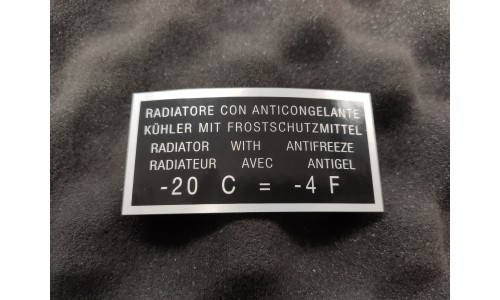 RADIATORE CON ANTICONGELANTE
KÜHLER MIT FROSTSCHUTZMITTEL
RADIATOR WITH ANTIFREEZE
RADIATEUR AVEC ANTIGEL
-20 C = -4 F